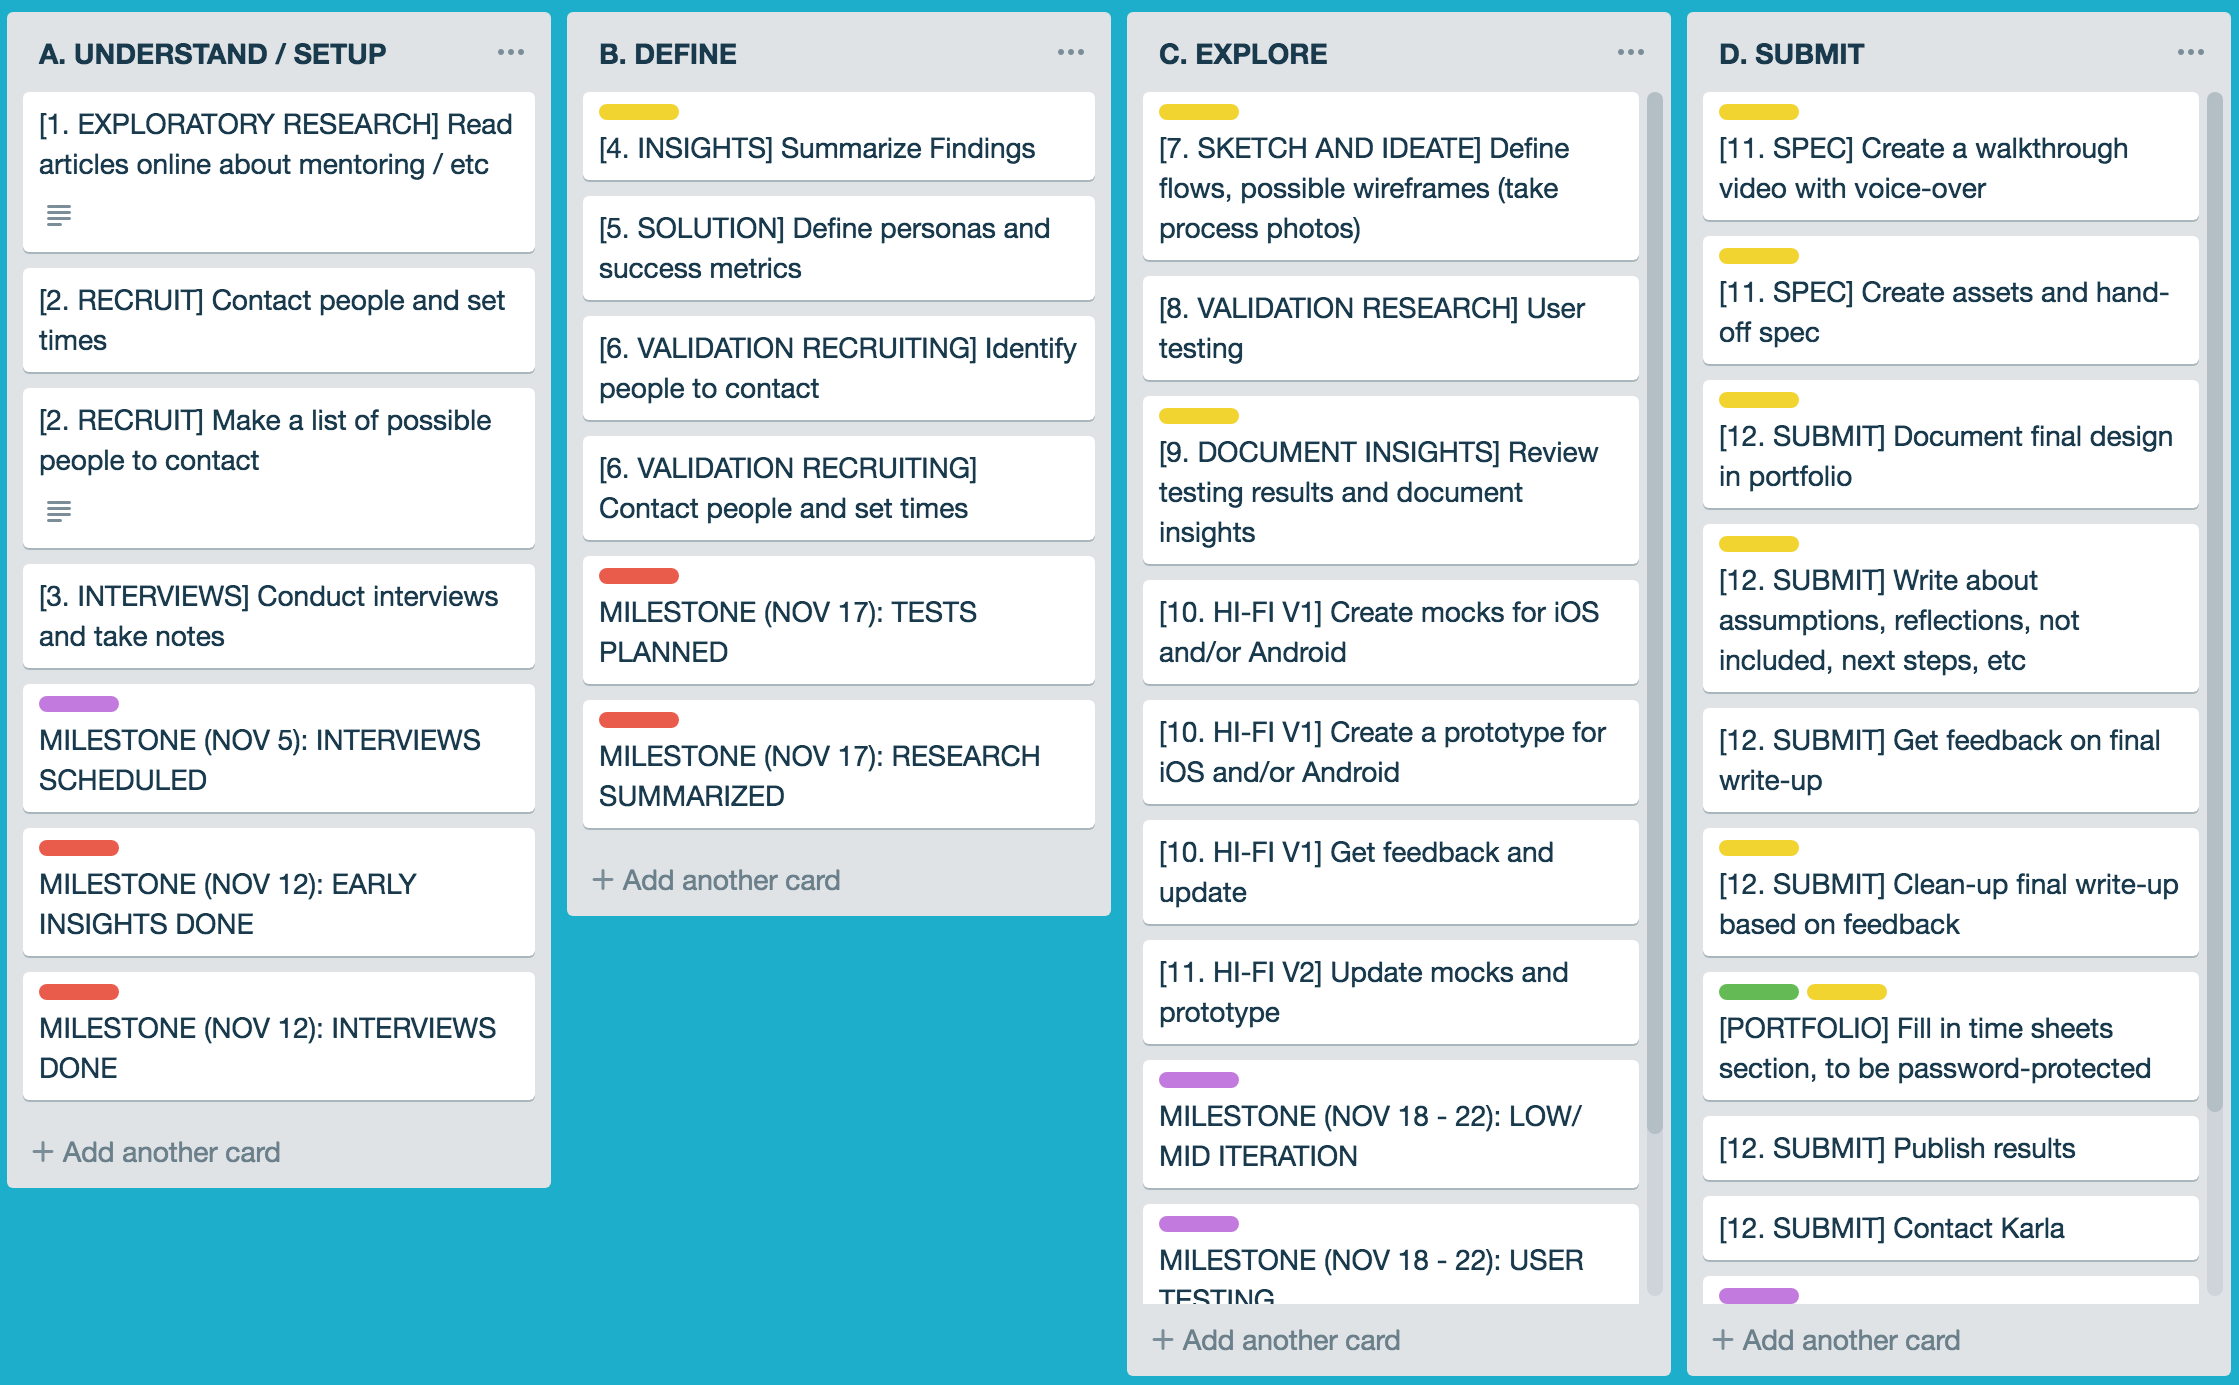 A. UNDERSTAND / SETUP
[1. EXPLORATORY RESEARCH] Read
articles online about mentoring / etc
[2. RECRUIT] Contact people and set
times
[2. RECRUIT] Make a list of possible
people to contact
[3. INTERVIEWS] Conduct interviews
and take notes
MILESTONE (NOV 5): INTERVIEWS
SCHEDULED
MILESTONE (NOV 12): EARLY
INSIGHTS DONE
MILESTONE (NOV 12): INTERVIEWS
DONE
+ Add another card
B. DEFINE
[4. INSIGHTS] Summarize Findings
[5. SOLUTION] Define personas and
success metrics
[6. VALIDATION RECRUITING] Identify
people to contact
[6. VALIDATION RECRUITING]
Contact people and set times
MILESTONE (NOV 17): TESTS
PLANNED
MILESTONE (NOV 17): RESEARCH
SUMMARIZED
+ Add another card
C. EXPLORE
[7. SKETCH AND IDEATE] Define
flows, possible wireframes (take
process photos)
[8. VALIDATION RESEARCH] User
testing
[9. DOCUMENT INSIGHTS] Review
testing results and document
insights
[10. HI-FI V1] Create mocks for iOS
and/or Android
[10. HI-FI V1] Create a prototype for
iOS and/or Android
[10. HI-FI V1] Get feedback and
update
[11. HI-FI V2] Update mocks and
prototype
MILESTONE (NOV 18 - 22): LOW/
MID ITERATION
MILESTONE (NOV 18 - 22): USER
TESTING
+ Add another card
D. SUBMIT
[11. SPEC] Create a walkthrough
video with voice-over
[11. SPEC] Create assets and hand-
off spec
[12. SUBMIT] Document final design
in portfolio
[12. SUBMIT] Write about
assumptions, reflections, not
included, next steps, etc
[12. SUBMIT] Get feedback on final
write-up
[12. SUBMIT] Clean-up final write-up
based on feedback
[PORTFOLIO] Fill in time sheets
section, to be password-protected
[12. SUBMIT] Publish results
[12. SUBMIT] Contact Karla
+ Add another card